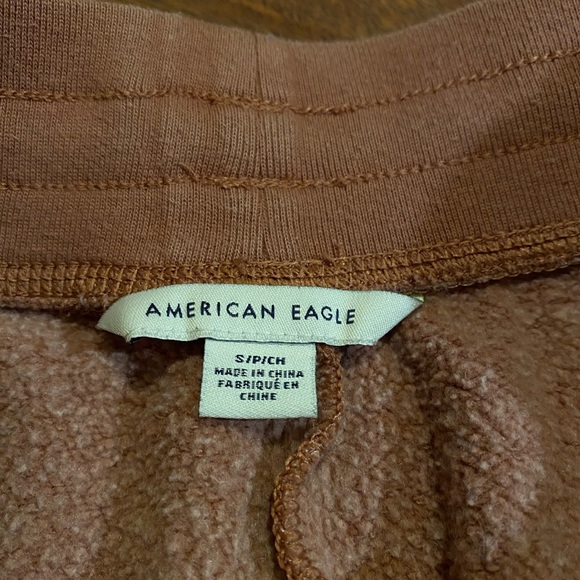 AMERICAN EAGLE
S/P/CH
MADE IN CHINA
FABRIQUÉ EN
CHINE